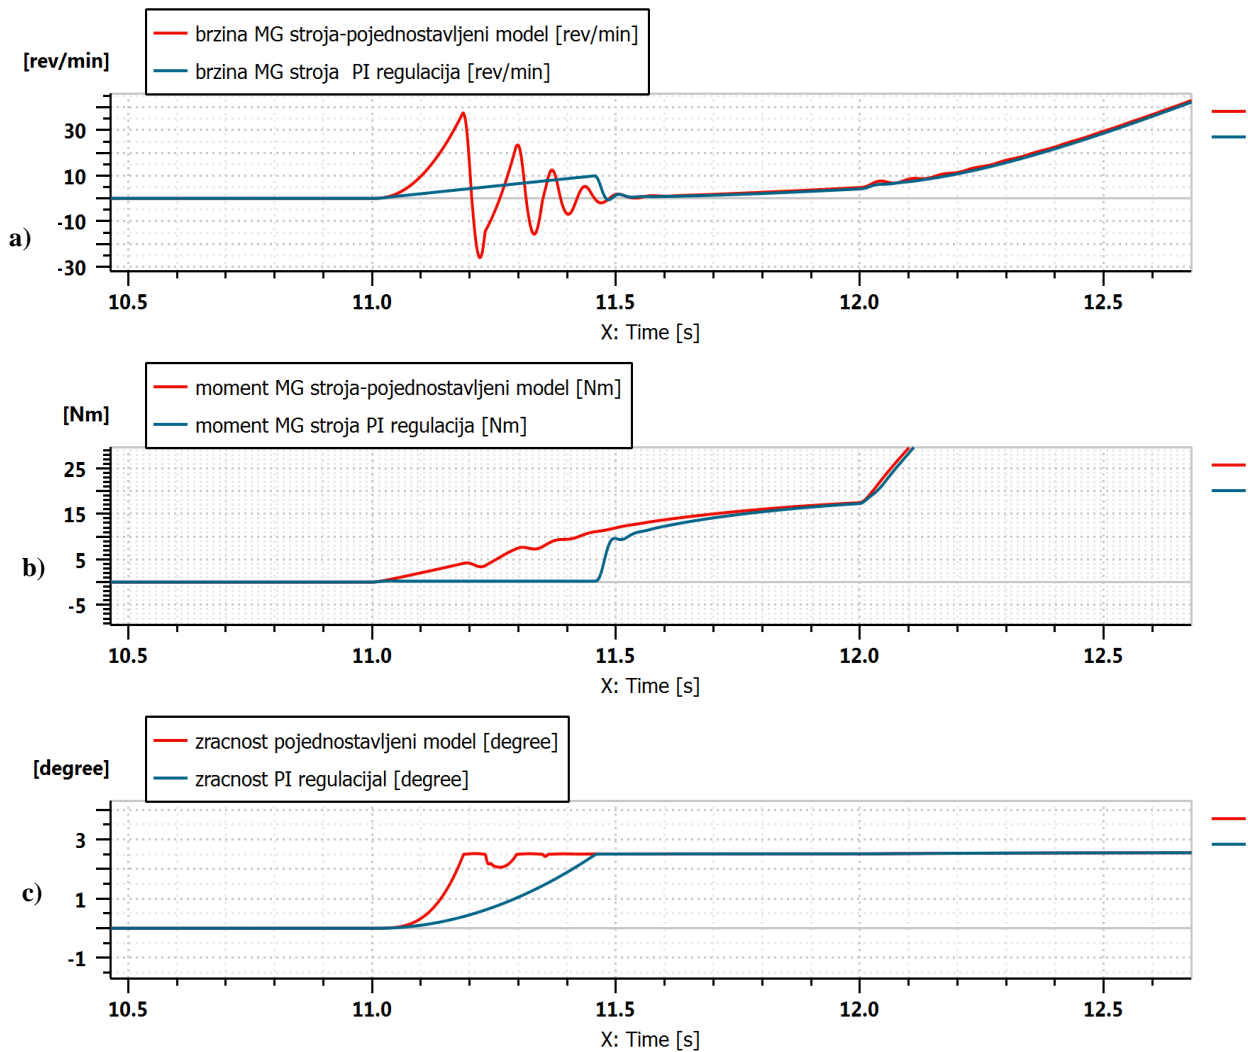 brzina MG stroja-pojednostavljeni model [rev/min]
brzina MG stroja  PI regulacija [rev/min]
[rev/min]
30
10
-10
-30
a)
10.5 11.0 11.5 12.0 12.5
X: Time [s]
moment MG stroja-pojednostavljeni model [Nm]
moment MG stroja PI regulacija [Nm]
[Nm]
25
15
5
-5
b)
10.5 11.0 11.5 12.0 12.5
X: Time [s]
zracnost pojednostavljeni model [degree]
zracnost PI regulacijal [degree]
[degree]
3
1
-1
c)
10.5 11.0 11.5 12.0 12.5
X: Time [s]